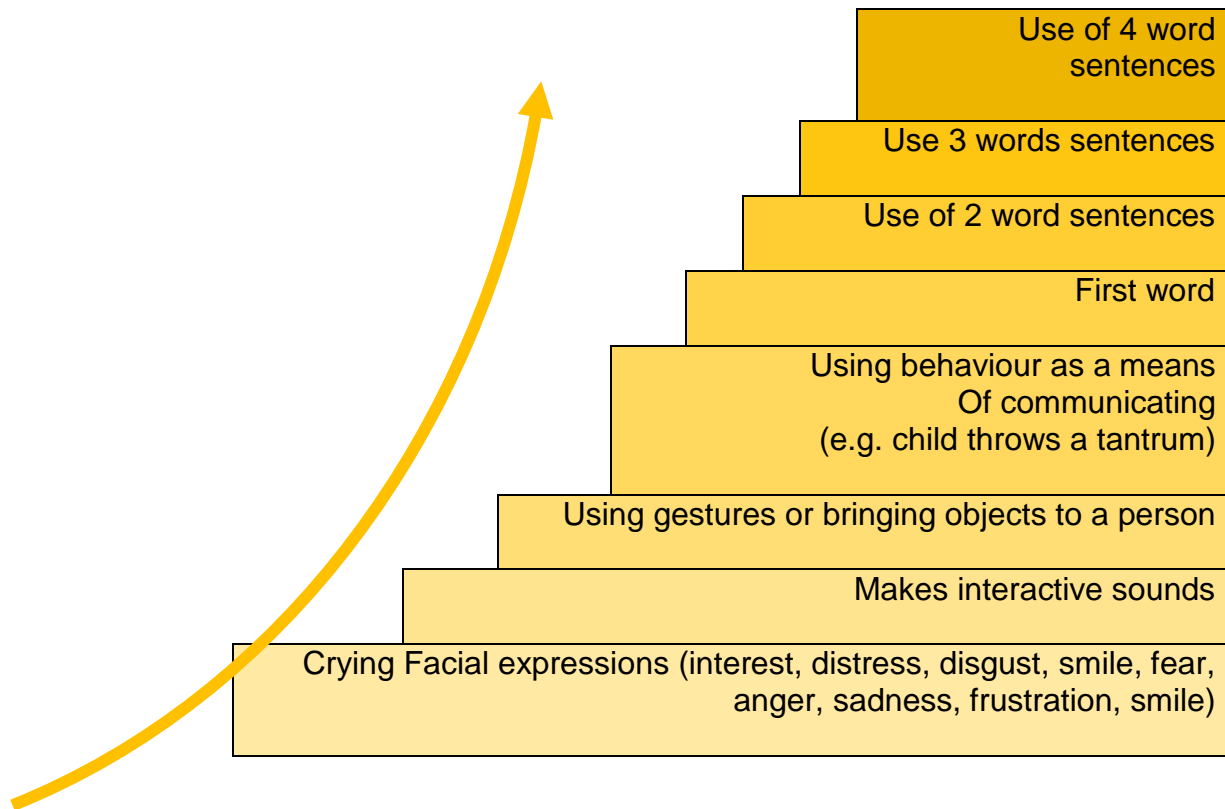 Use of 4 word
sentences
Use 3 words sentences
Use of 2 word sentences
First word
Using behaviour as a means
Of communicating
(e.g. child throws a tantrum)
Using gestures or bringing objects to a person
Makes interactive sounds
Crying Facial expressions (interest, distress, disgust, smile, fear,
anger, sadness, frustration, smile)